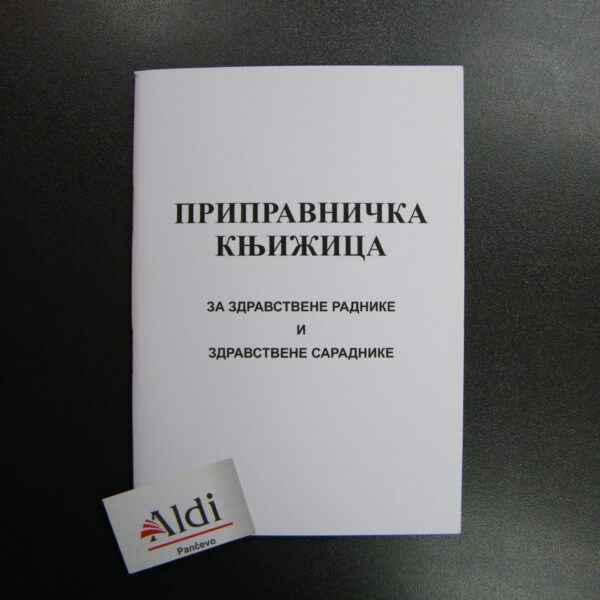 ПРИПРАВНИЧКА
КЊИЖИЦА
ЗА ЗДРАВСТВЕНЕ РАДНИКЕ
И
ЗДРАВСТВЕНЕ САРАДНИКЕ
Aldi
Pančevo